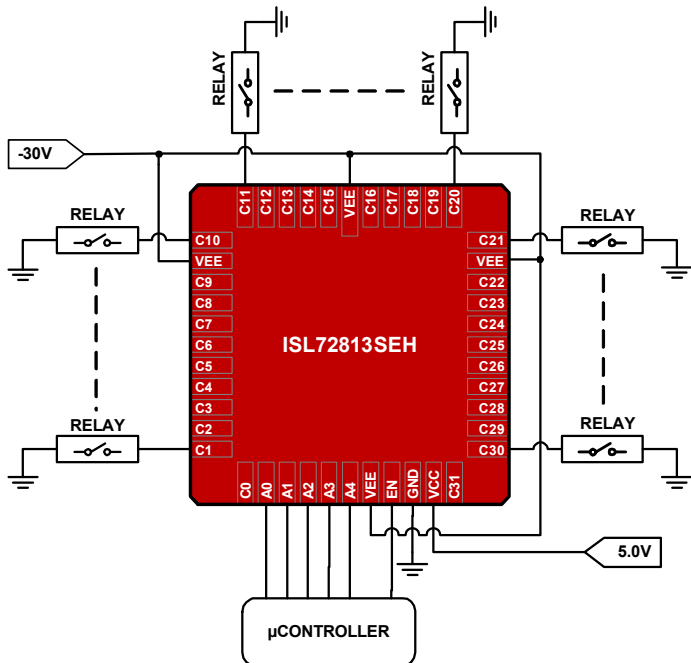 RELAY
RELAY
-30V
C11
C12
C13
C14
C15
VEE
C16
C17
C18
C19
C20
RELAY
C10
VEE
C9
C8
C7
C6
C5
C4
C3
C2
C1
RELAY
ISL72813SEH
RELAY
C21
VEE
C22
C23
C24
C25
C26
C27
C28
C29
C30
RELAY
C0
A0
A1
A2
A3
A4
VEE
EN
GND
VCC
C31
5.0V
µCONTROLLER